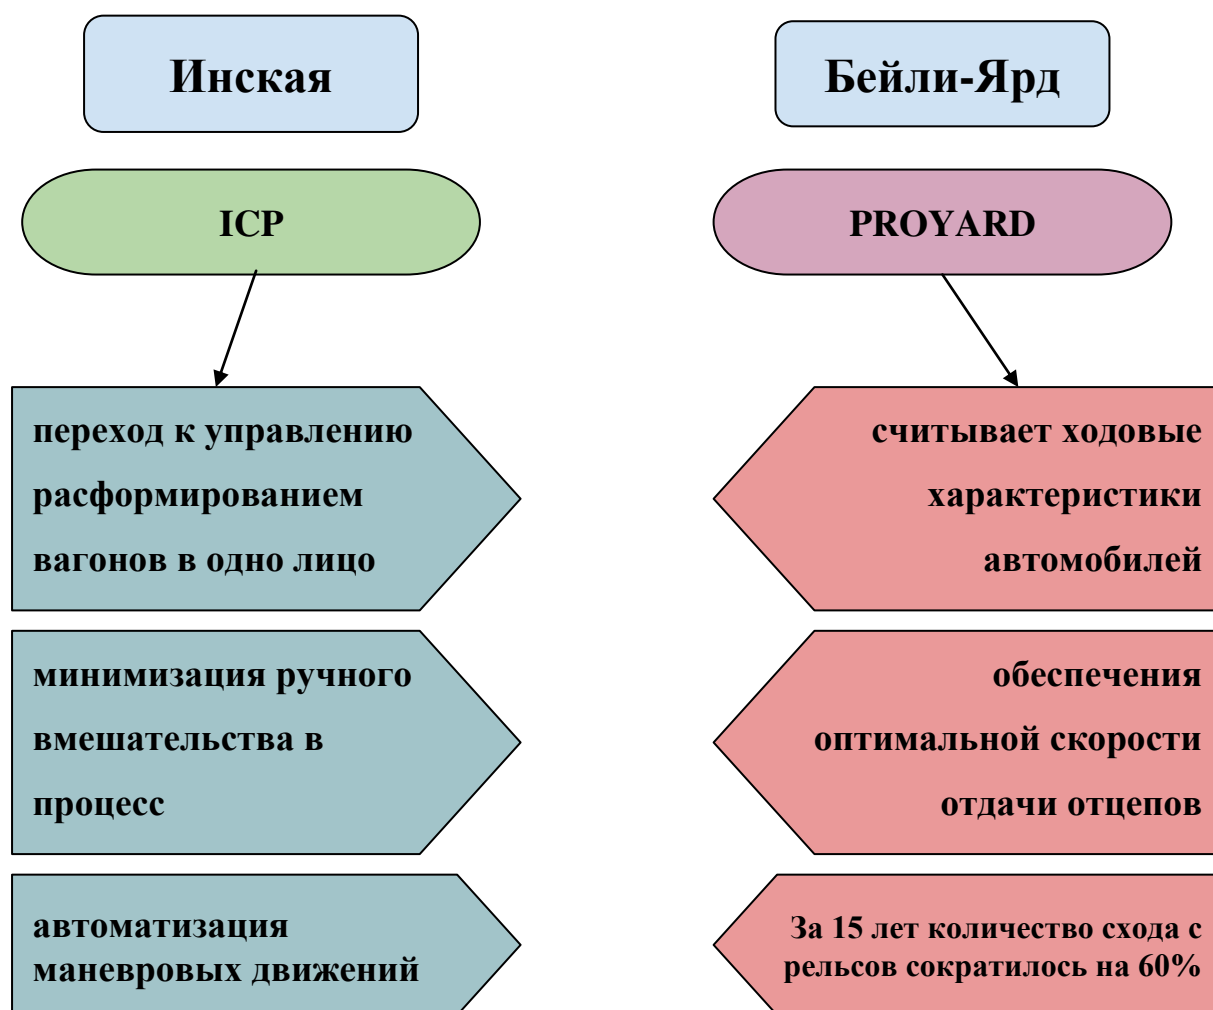 Инская
Бейли-Ярд
ICP
PROYARD
переход к управлению
расформированием
вагонов в одно лицо
считывает ходовые
характеристики
автомобилей
минимизация ручного
вмешательства в
процесс
обеспечения
оптимальной скорости
отдачи отцепов
автоматизация
маневровых движений
За 15 лет количество схода с
рельсов сократилось на 60%